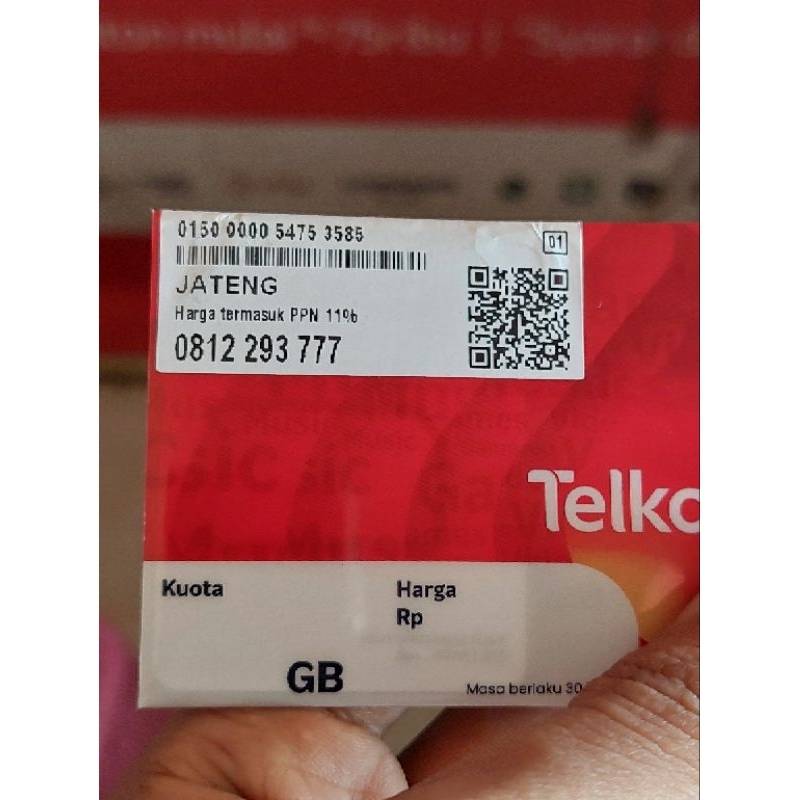 0150 0000 5475 3585
01
JATENG
Harga termasuk PPN 11%
0812 293 777
Telko
Kuota
Harga
Rp
GB
Masa berlaku 30